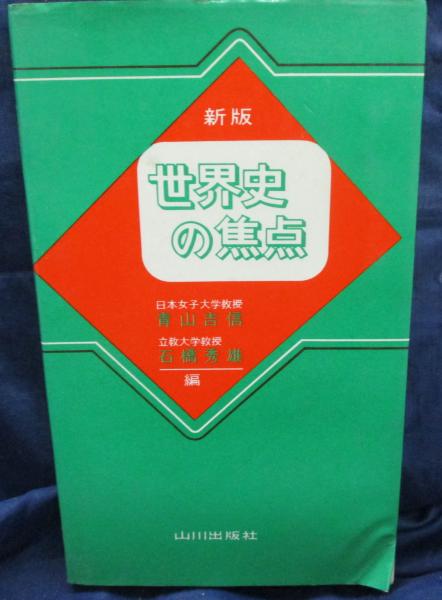 新版
世界史
の焦点
日本女子大学教授
青山吉信
立教大学教授
石橋秀雄
編
山川出版社